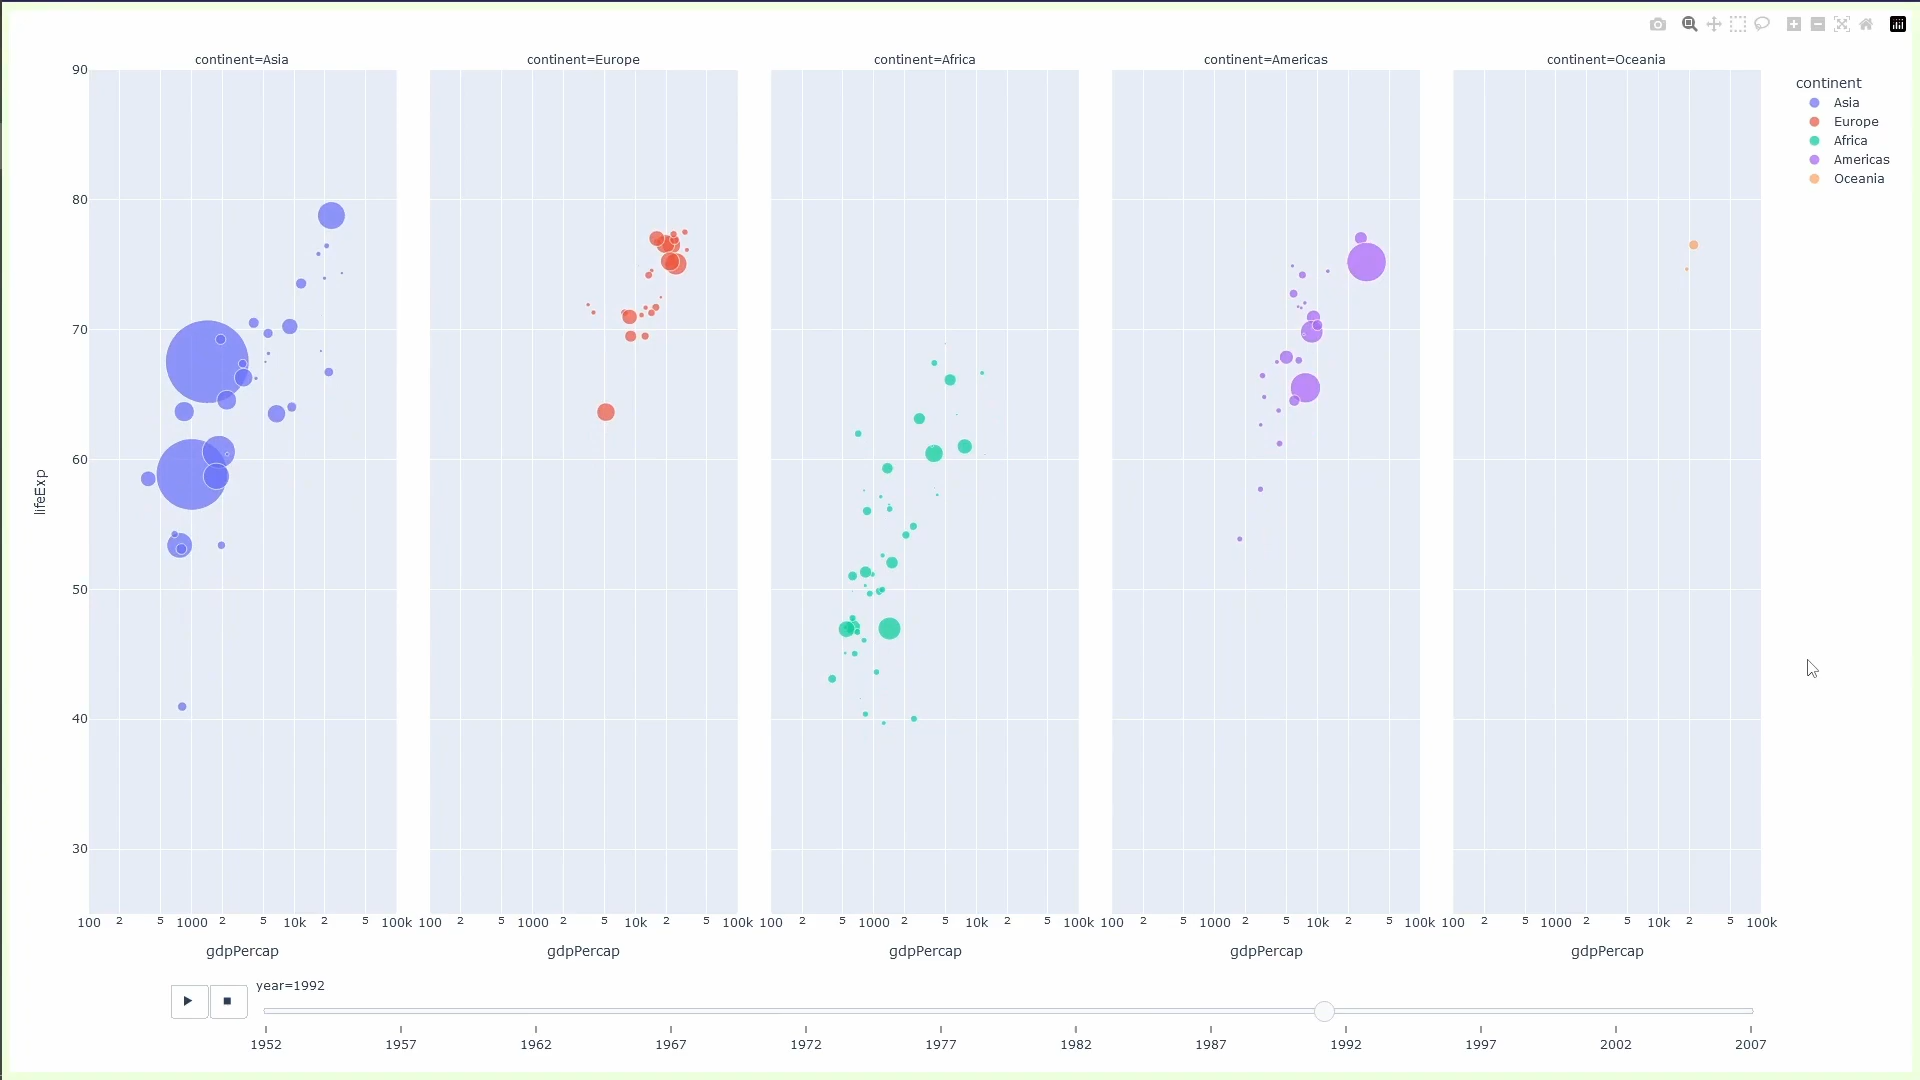 continent=Asia continent=Europe continent=Africa continent=Americas continent=Oceania
continent
Asia
Europe
Africa
Americas
Oceania
90
80
70
60
50
40
30
lifeExp
100 2 5 1000 2 5 10k 2 5 100k 100 2 5 1000 2 5 10k 2 5 100k 100 2 5 1000 2 5 10k 2 5 100k 100 2 5 1000 2 5 10k 2 5 100k 100 2 5 1000 2 5 10k 2 5 100k
gdpPercap gdpPercap gdpPercap gdpPercap gdpPercap
year=1992
1952 1957 1962 1967 1972 1977 1982 1987 1992 1997 2002 2007